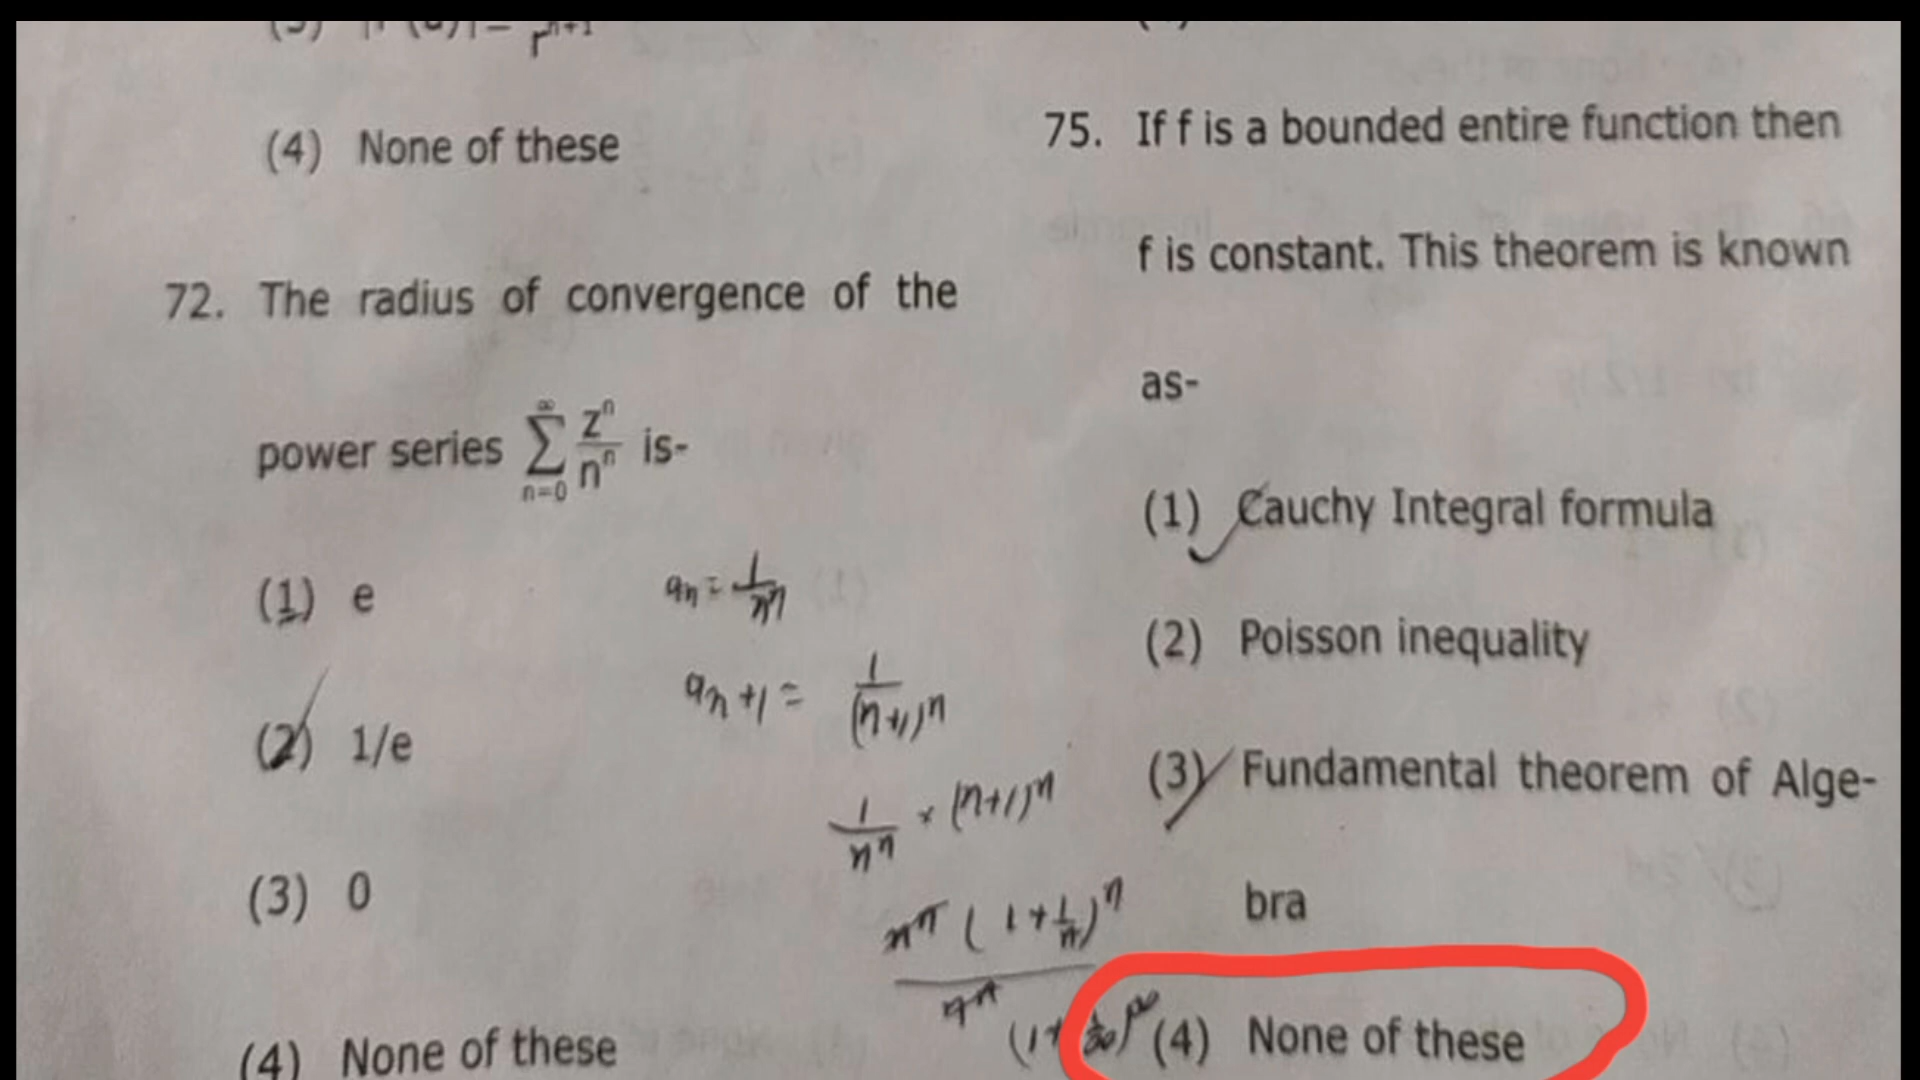 (4) None of these
72. The radius of convergence of the
power series ∑_{n=0}^{∞} zⁿ/nⁿ is-
(1) e
(2) 1/e
(3) 0
(4) None of these
aₙ = 1/nⁿ
aₙ+1 = 1/(n+1)ⁿ
1/nⁿ × (n+1)ⁿ
nⁿ(1+1/n)ⁿ
nⁿ
75. If f is a bounded entire function then
f is constant. This theorem is known
as-
(1) Cauchy Integral formula
(2) Poisson inequality
(3) Fundamental theorem of Alge-
bra
(4) None of these